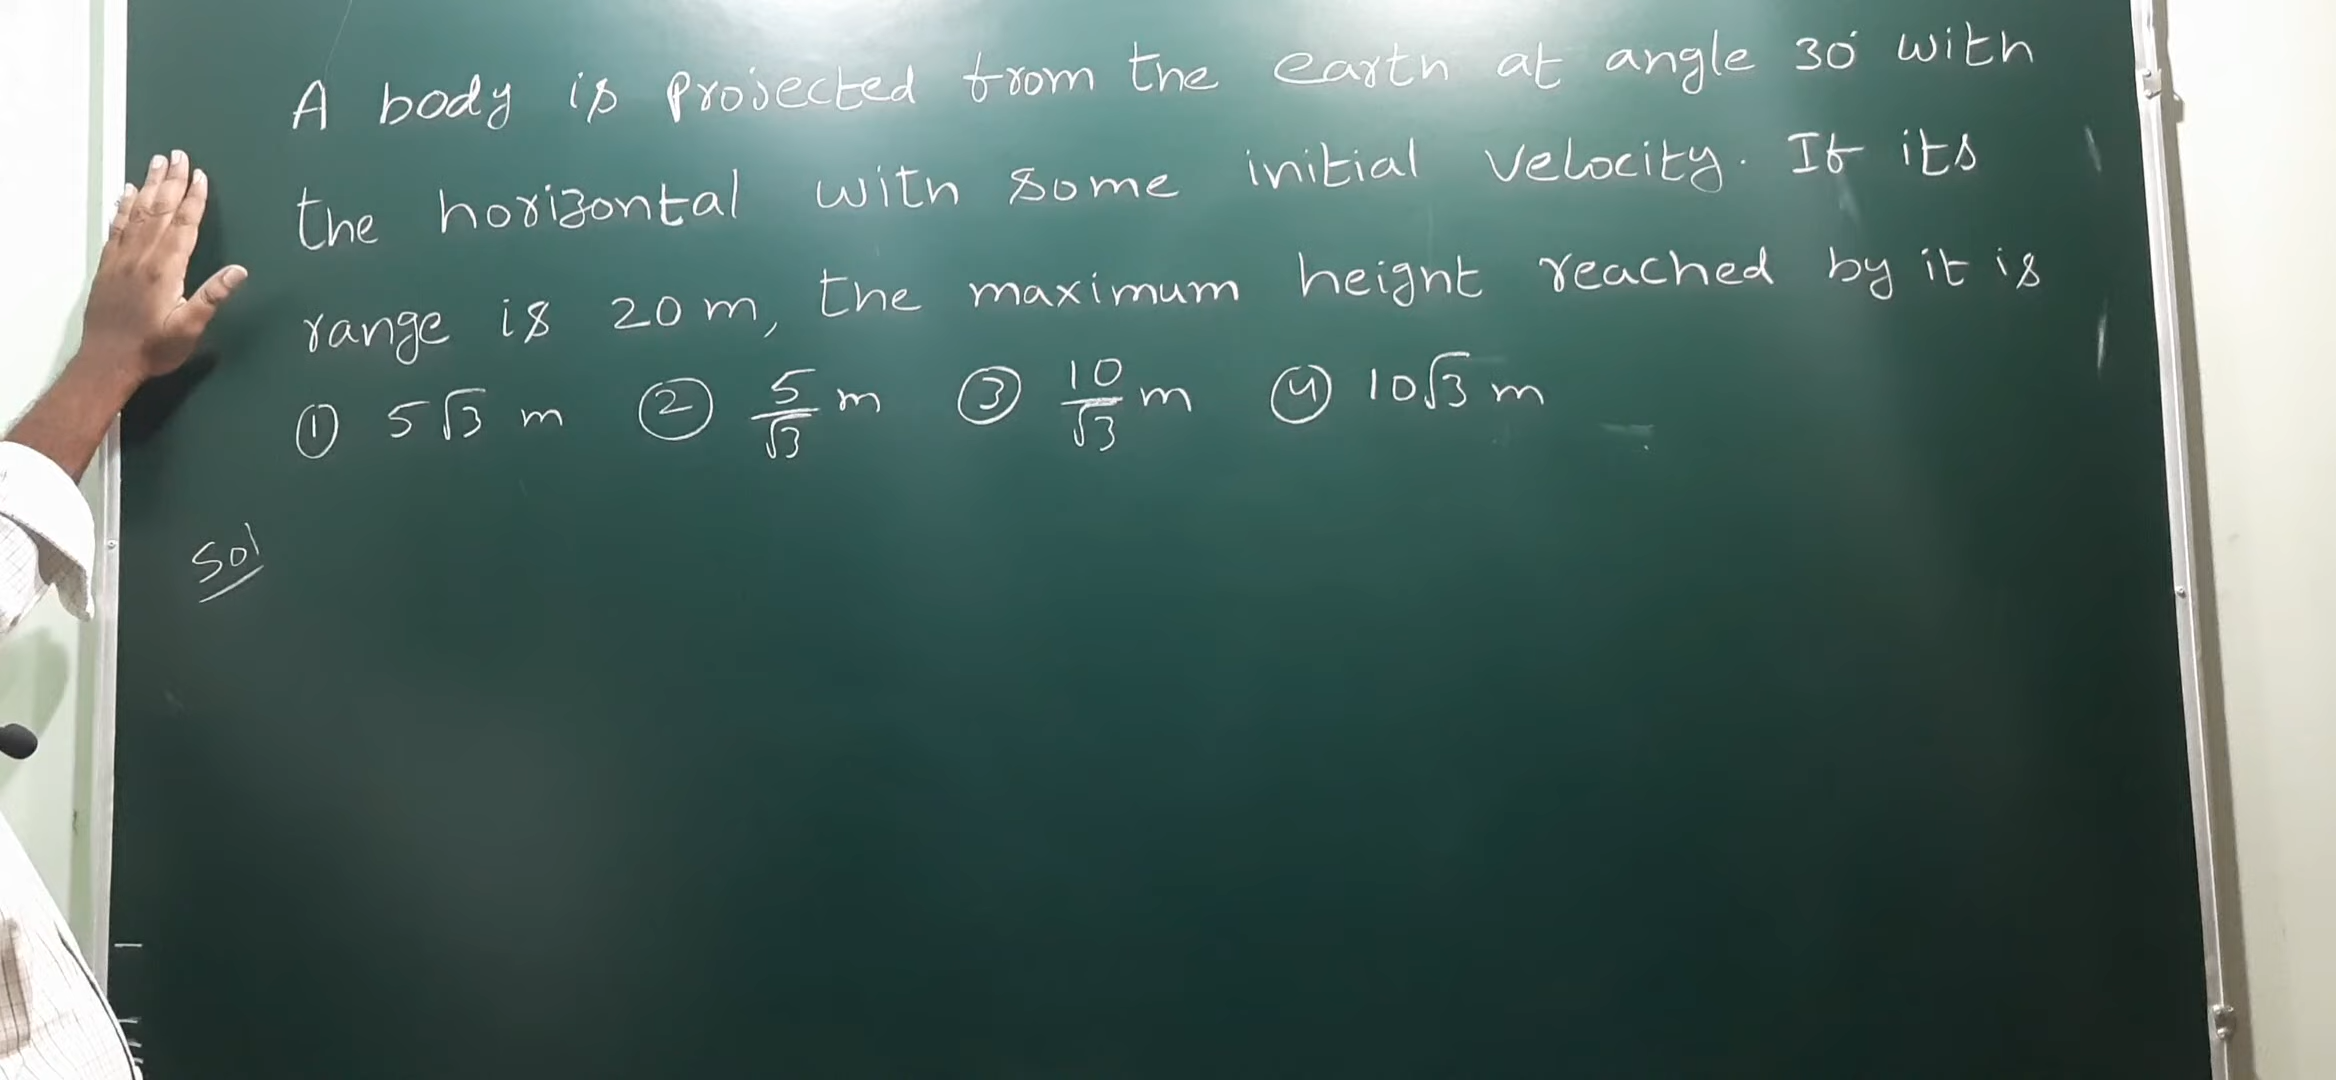 A body is projected from the earth at angle 30° with
the horizontal with some initial velocity. If its
range is 20 m, the maximum height reached by it is
① 5√3 m ② 5/√3 m ③ 10/√3 m ④ 10√3 m
Sol